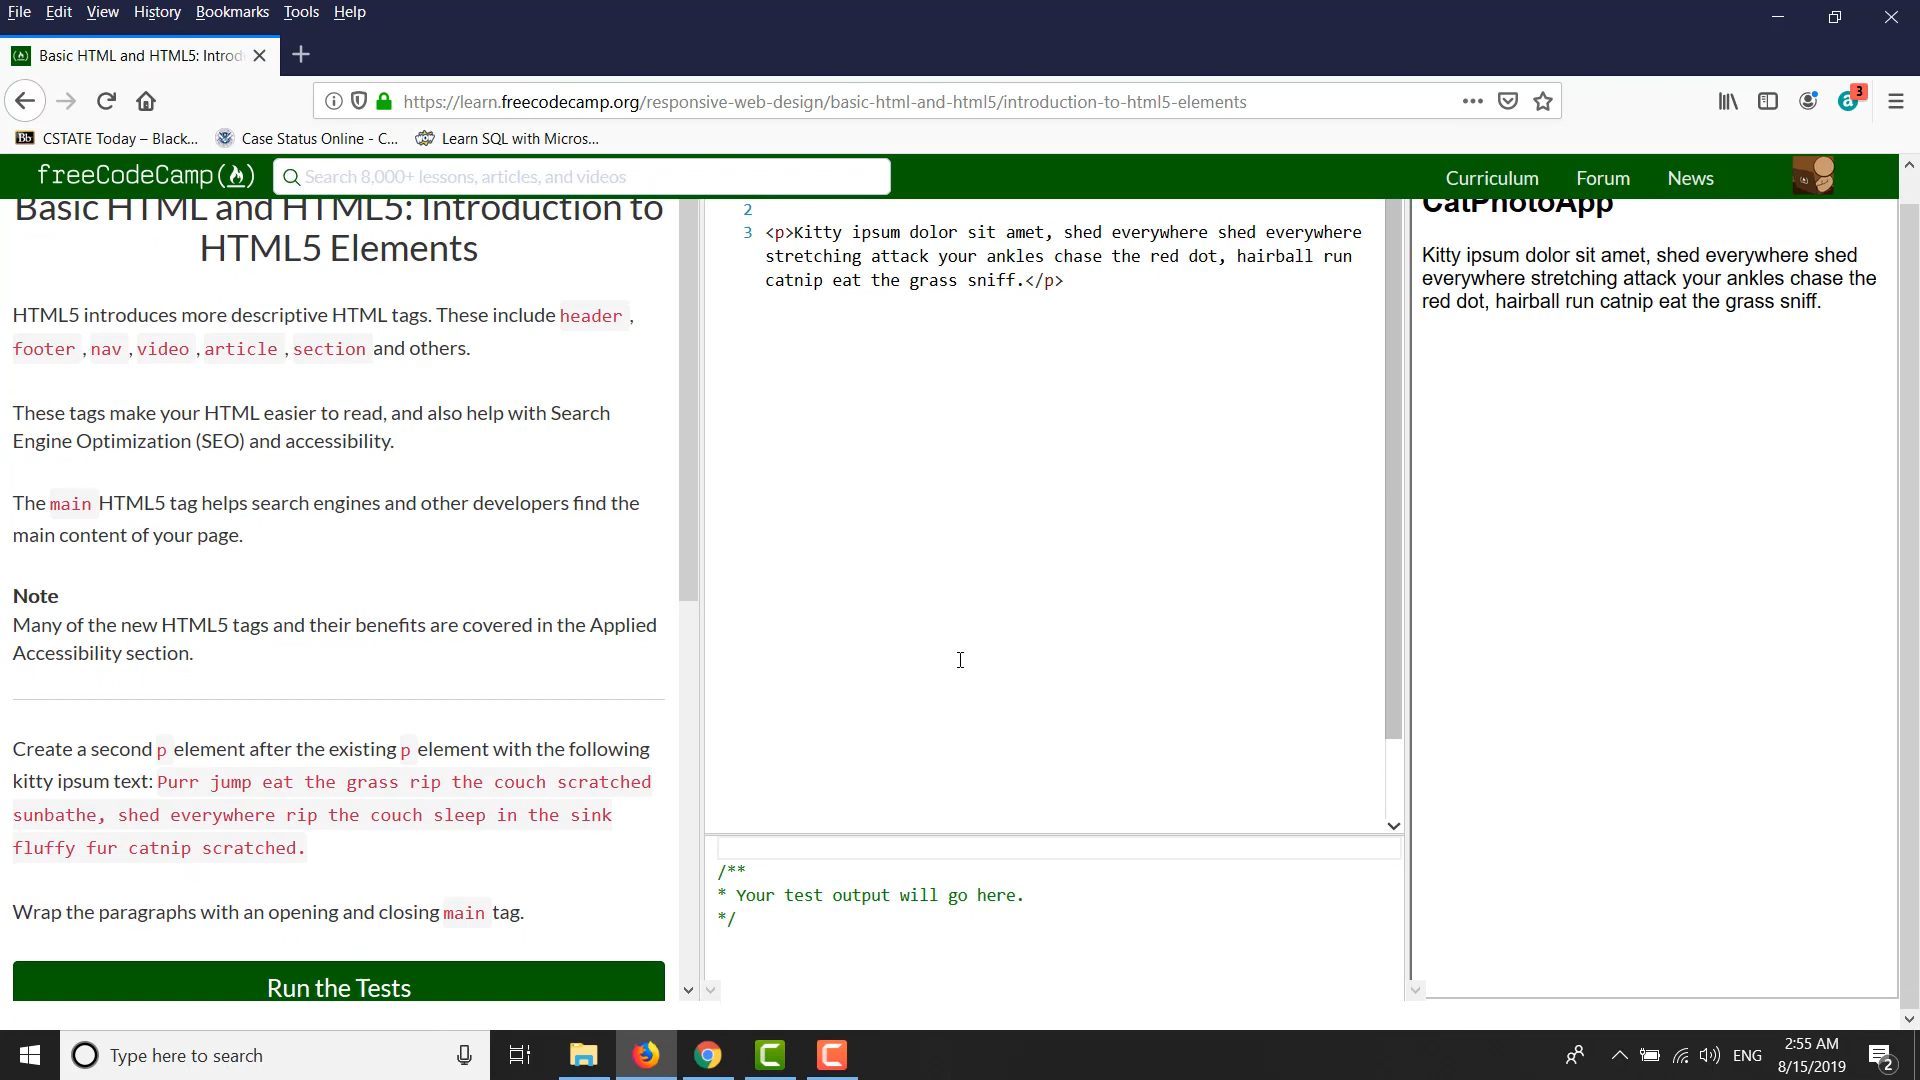 File Edit View History Bookmarks Tools Help
Basic HTML and HTML5: Introd
https://learn.freecodecamp.org/responsive-web-design/basic-html-and-html5/introduction-to-html5-elements
3
Bb CSTATE Today – Black... Case Status Online - C... Learn SQL with Micros...
freeCodeCamp(🔥) Search 8,000+ lessons, articles, and videos Curriculum Forum News
Basic HTML and HTML5: Introduction to
HTML5 Elements
HTML5 introduces more descriptive HTML tags. These include header ,
footer , nav , video , article , section and others.
These tags make your HTML easier to read, and also help with Search
Engine Optimization (SEO) and accessibility.
The main HTML5 tag helps search engines and other developers find the
main content of your page.
Note
Many of the new HTML5 tags and their benefits are covered in the Applied
Accessibility section.
Create a second p element after the existing p element with the following
kitty ipsum text: Purr jump eat the grass rip the couch scratched
sunbathe, shed everywhere rip the couch sleep in the sink
fluffy fur catnip scratched.
Wrap the paragraphs with an opening and closing main tag.
Run the Tests
2
3 <p>Kitty ipsum dolor sit amet, shed everywhere shed everywhere
stretching attack your ankles chase the red dot, hairball run
catnip eat the grass sniff.</p>
/**
* Your test output will go here.
*/
CatPhotoApp
Kitty ipsum dolor sit amet, shed everywhere shed
everywhere stretching attack your ankles chase the
red dot, hairball run catnip eat the grass sniff.
Type here to search
ENG
2:55 AM
8/15/2019
2